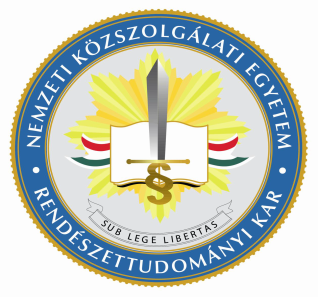 NEMZETI KÖZSZOLGÁLATI EGYETEM
RENDÉSZETTUDOMÁNYI KAR
§
SUB LEGE LIBERTAS